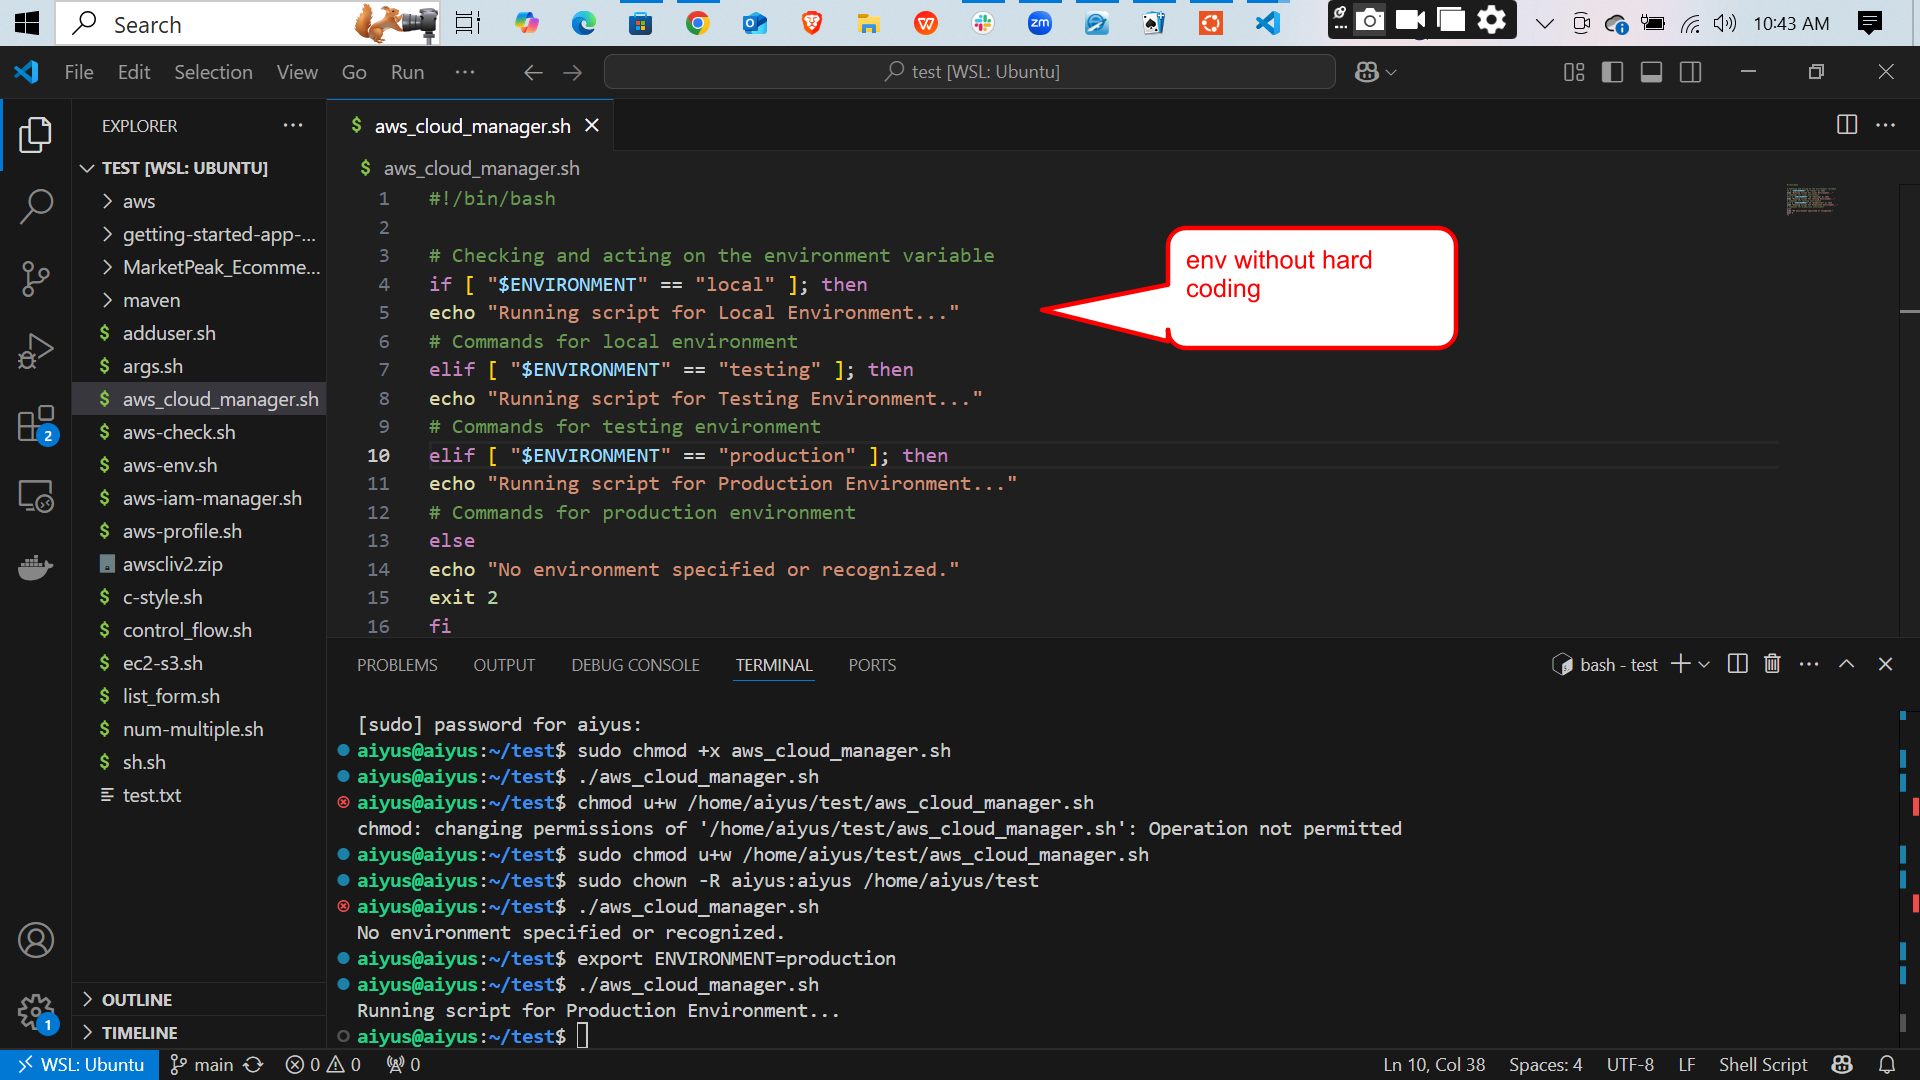 Search
10:43 AM
File Edit Selection View Go Run ···
test [WSL: Ubuntu]
EXPLORER
TEST [WSL: UBUNTU]
aws
getting-started-app-...
MarketPeak_Ecomme...
maven
$ adduser.sh
$ args.sh
$ aws_cloud_manager.sh
$ aws-check.sh
$ aws-env.sh
$ aws-iam-manager.sh
$ aws-profile.sh
awscliv2.zip
$ c-style.sh
$ control_flow.sh
$ ec2-s3.sh
$ list_form.sh
$ num-multiple.sh
$ sh.sh
test.txt
OUTLINE
TIMELINE
2
1
$ aws_cloud_manager.sh
$ aws_cloud_manager.sh
1 #!/bin/bash
2
3 # Checking and acting on the environment variable
4 if [ "$ENVIRONMENT" == "local" ]; then
5 echo "Running script for Local Environment..."
6 # Commands for local environment
7 elif [ "$ENVIRONMENT" == "testing" ]; then
8 echo "Running script for Testing Environment..."
9 # Commands for testing environment
10 elif [ "$ENVIRONMENT" == "production" ]; then
11 echo "Running script for Production Environment..."
12 # Commands for production environment
13 else
14 echo "No environment specified or recognized."
15 exit 2
16 fi
env without hard
coding
PROBLEMS OUTPUT DEBUG CONSOLE TERMINAL PORTS
bash - test
[sudo] password for aiyus:
aiyus@aiyus:~/test$ sudo chmod +x aws_cloud_manager.sh
aiyus@aiyus:~/test$ ./aws_cloud_manager.sh
aiyus@aiyus:~/test$ chmod u+w /home/aiyus/test/aws_cloud_manager.sh
chmod: changing permissions of '/home/aiyus/test/aws_cloud_manager.sh': Operation not permitted
aiyus@aiyus:~/test$ sudo chmod u+w /home/aiyus/test/aws_cloud_manager.sh
aiyus@aiyus:~/test$ sudo chown -R aiyus:aiyus /home/aiyus/test
aiyus@aiyus:~/test$ ./aws_cloud_manager.sh
No environment specified or recognized.
aiyus@aiyus:~/test$ export ENVIRONMENT=production
aiyus@aiyus:~/test$ ./aws_cloud_manager.sh
Running script for Production Environment...
aiyus@aiyus:~/test$
WSL: Ubuntu main 0 0 0 Ln 10, Col 38 Spaces: 4 UTF-8 LF Shell Script